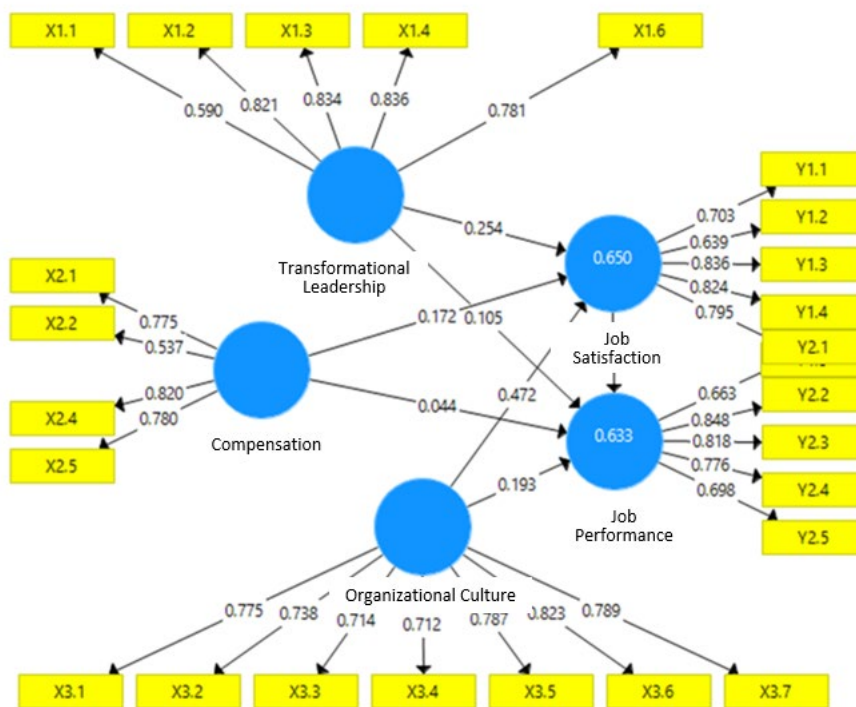 X1.1
X1.2
X1.3
X1.4
X1.6
0.590
0.821
0.834
0.836
0.781
Transformational
Leadership
0.254
0.105
X2.1
X2.2
X2.4
X2.5
0.775
0.537
0.820
0.780
Compensation
0.172
0.044
0.650
Job
Satisfaction
0.703
0.639
0.836
0.824
0.795
Y1.1
Y1.2
Y1.3
Y1.4
0.472
0.193
0.633
Job
Performance
0.663
0.848
0.818
0.776
0.698
Y2.1
Y2.2
Y2.3
Y2.4
Y2.5
Organizational Culture
0.775
0.738
0.714
0.712
0.787
0.823
0.789
X3.1
X3.2
X3.3
X3.4
X3.5
X3.6
X3.7